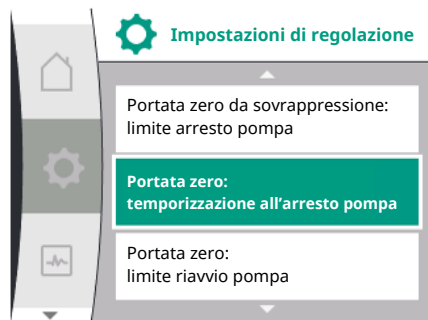 Impostazioni di regolazione
Portata zero da sovrappressione:
limite arresto pompa
Portata zero:
temporizzazione all'arresto pompa
Portata zero:
limite riavvio pompa